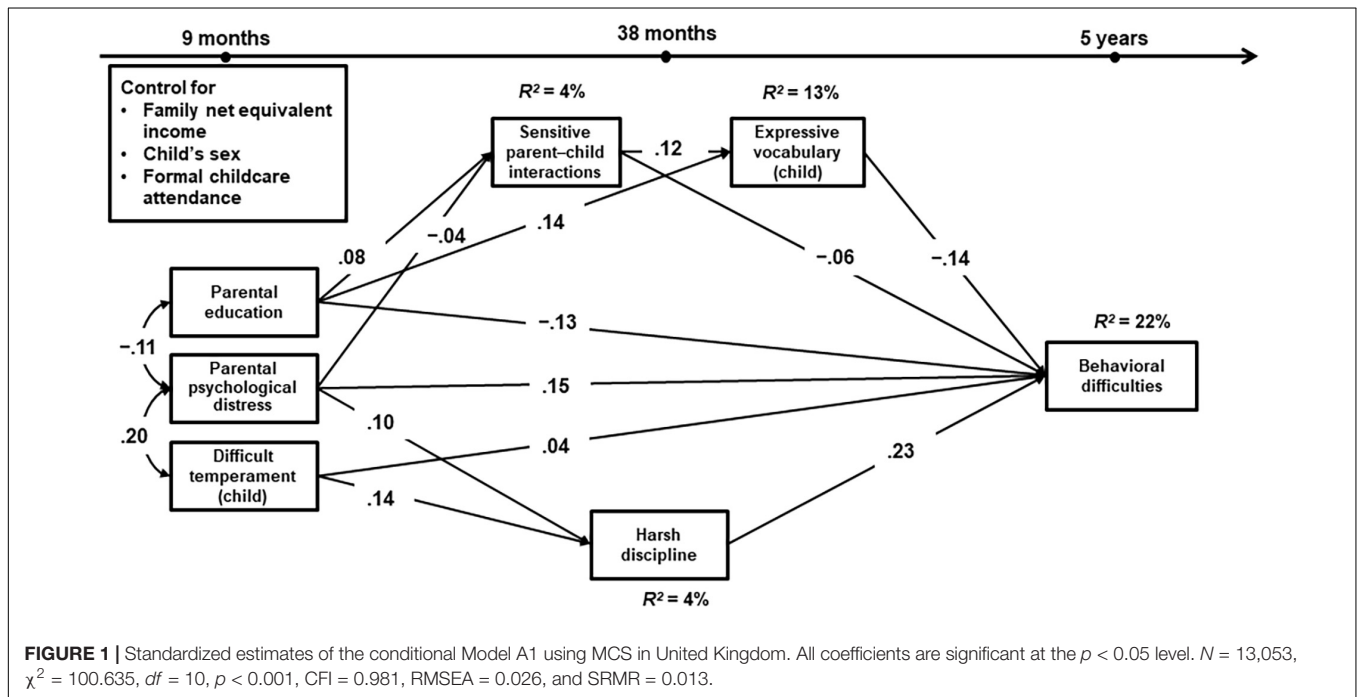 9 months
38 months
5 years
Control for
• Family net equivalent
income
• Child's sex
• Formal childcare
attendance
R² = 4%
R² = 13%
Sensitive
parent–child
interactions
.12
Expressive
vocabulary
(child)
.08
−.04
.14
−.06
−.14
Parental
education
−.11
−.13
R² = 22%
Parental
psychological
distress
.15
Behavioral
difficulties
.20
.10
.04
.23
Difficult
temperament
(child)
.14
Harsh
discipline
R² = 4%
FIGURE 1 | Standardized estimates of the conditional Model A1 using MCS in United Kingdom. All coefficients are significant at the p < 0.05 level. N = 13,053,
χ² = 100.635, df = 10, p < 0.001, CFI = 0.981, RMSEA = 0.026, and SRMR = 0.013.